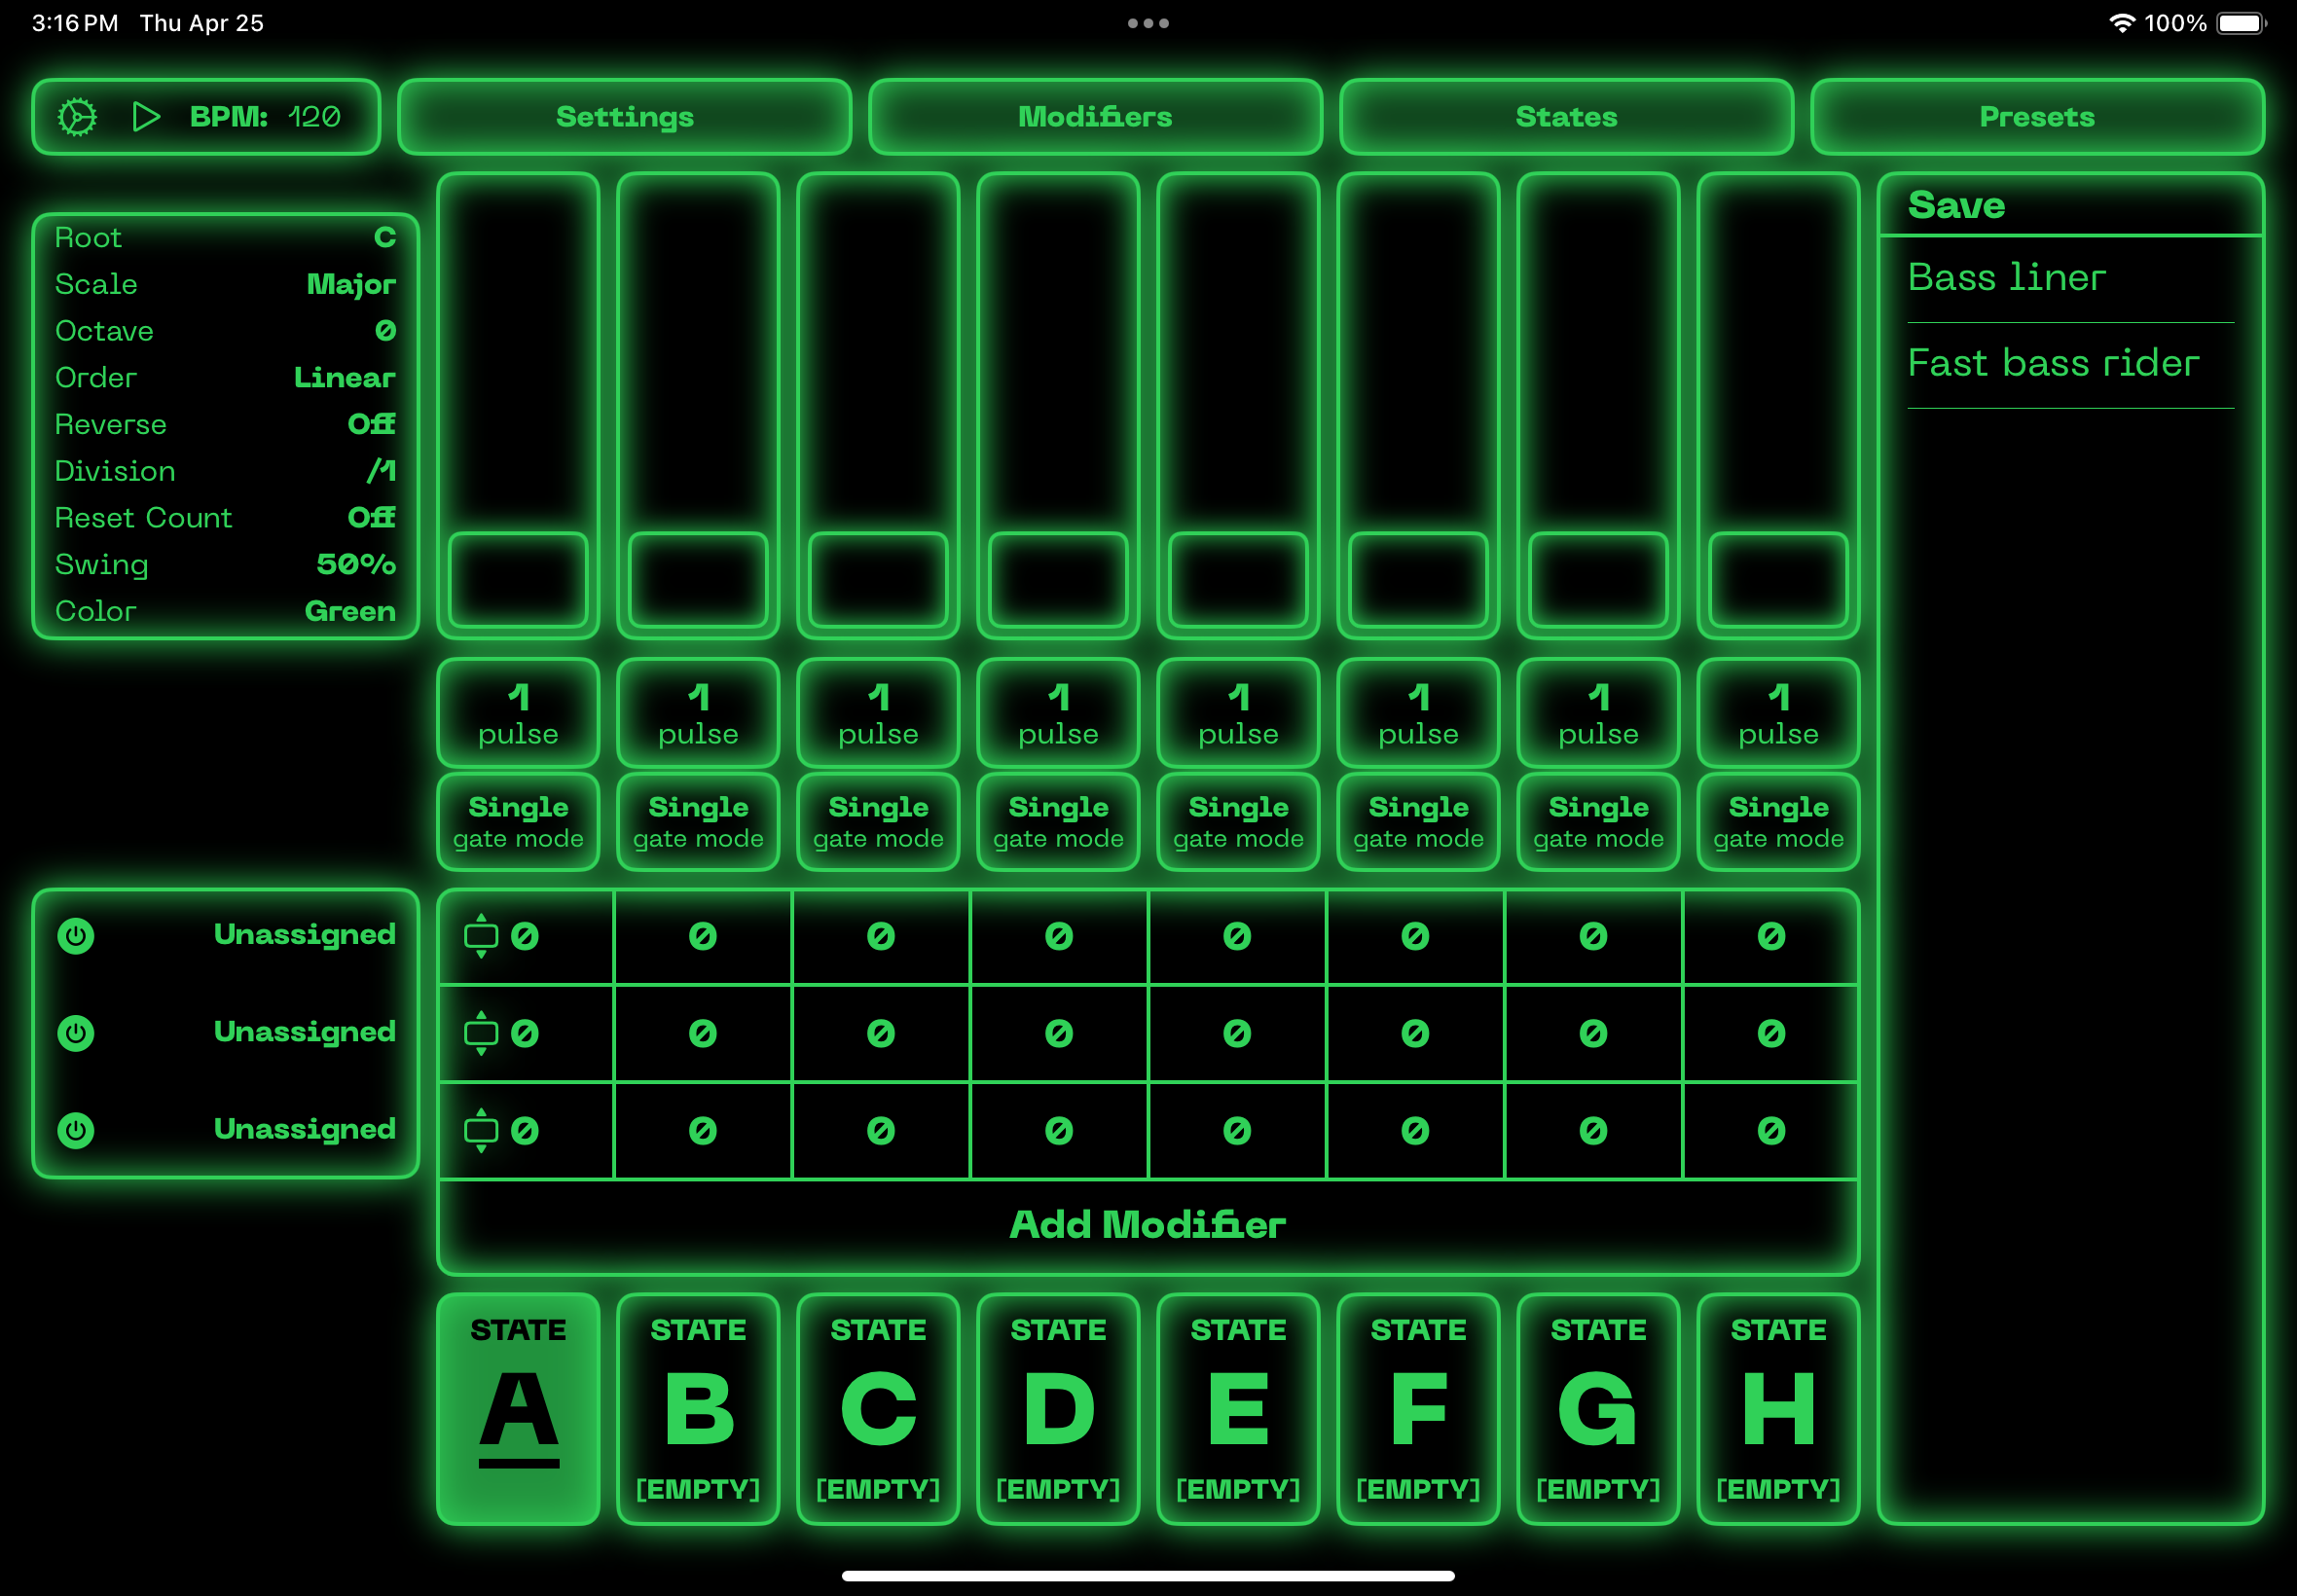 3:16 PM Thu Apr 25 100%
BPM: 120 Settings Modifiers States Presets
Root C
Scale Major
Octave 0
Order Linear
Reverse Off
Division /1
Reset Count Off
Swing 50%
Color Green
Save
Bass liner
Fast bass rider
1 1 1 1 1 1 1 1
pulse pulse pulse pulse pulse pulse pulse pulse
Single Single Single Single Single Single Single Single
gate mode gate mode gate mode gate mode gate mode gate mode gate mode gate mode
Unassigned 0 0 0 0 0 0 0 0
Unassigned 0 0 0 0 0 0 0 0
Unassigned 0 0 0 0 0 0 0 0
Add Modifier
STATE STATE STATE STATE STATE STATE STATE STATE
A B C D E F G H
[EMPTY] [EMPTY] [EMPTY] [EMPTY] [EMPTY] [EMPTY] [EMPTY]